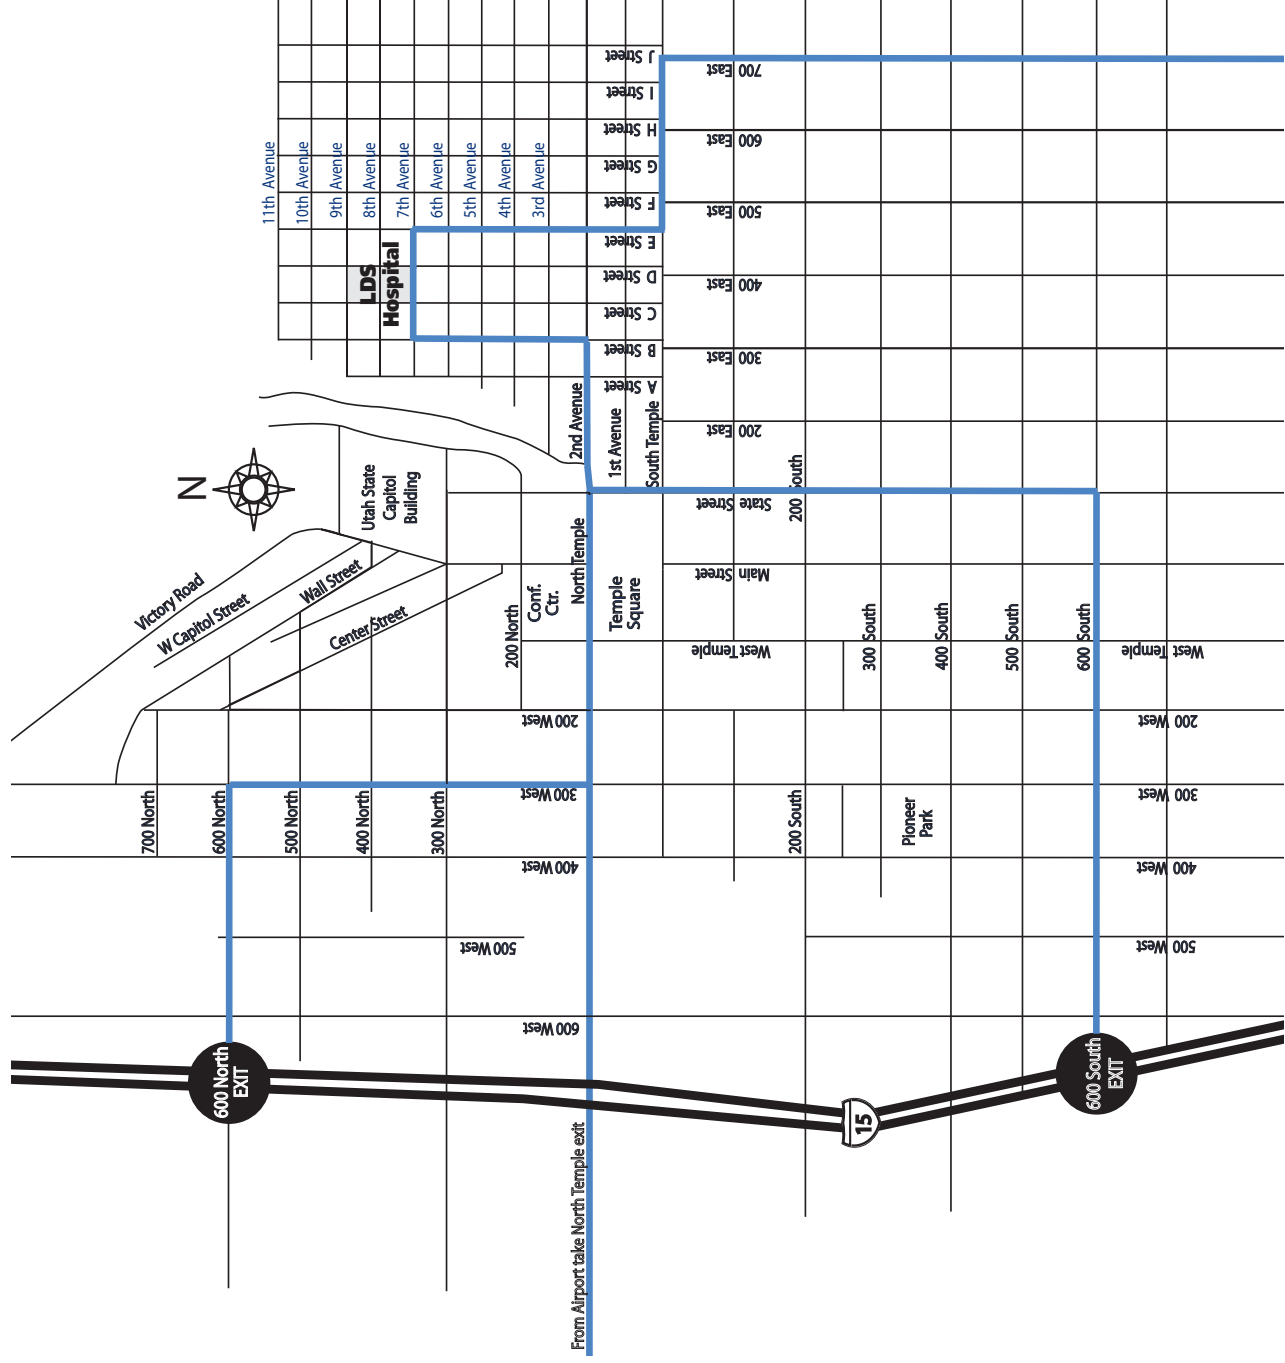 J Street
I Street
H Street
G Street
F Street
E Street
D Street
C Street
B Street
A Street
700 East
600 East
500 East
400 East
300 East
200 East
11th Avenue
10th Avenue
9th Avenue
8th Avenue
7th Avenue
6th Avenue
5th Avenue
4th Avenue
3rd Avenue
2nd Avenue
1st Avenue
South Temple
LDS
Hospital
N
Utah State
Capitol
Building
State Street
200 South
Main Street
Victory Road
W Capitol Street
Wall Street
Center Street
200 North
Conf.
Ctr.
North Temple
Temple
Square
West Temple
300 South
400 South
500 South
600 South
West Temple
200 West
200 West
300 West
300 West
700 North
600 North
500 North
400 North
300 North
200 South
Pioneer
Park
400 West
400 West
500 West
500 West
600 West
600 North
EXIT
600 South
EXIT
15
From Airport take North Temple exit